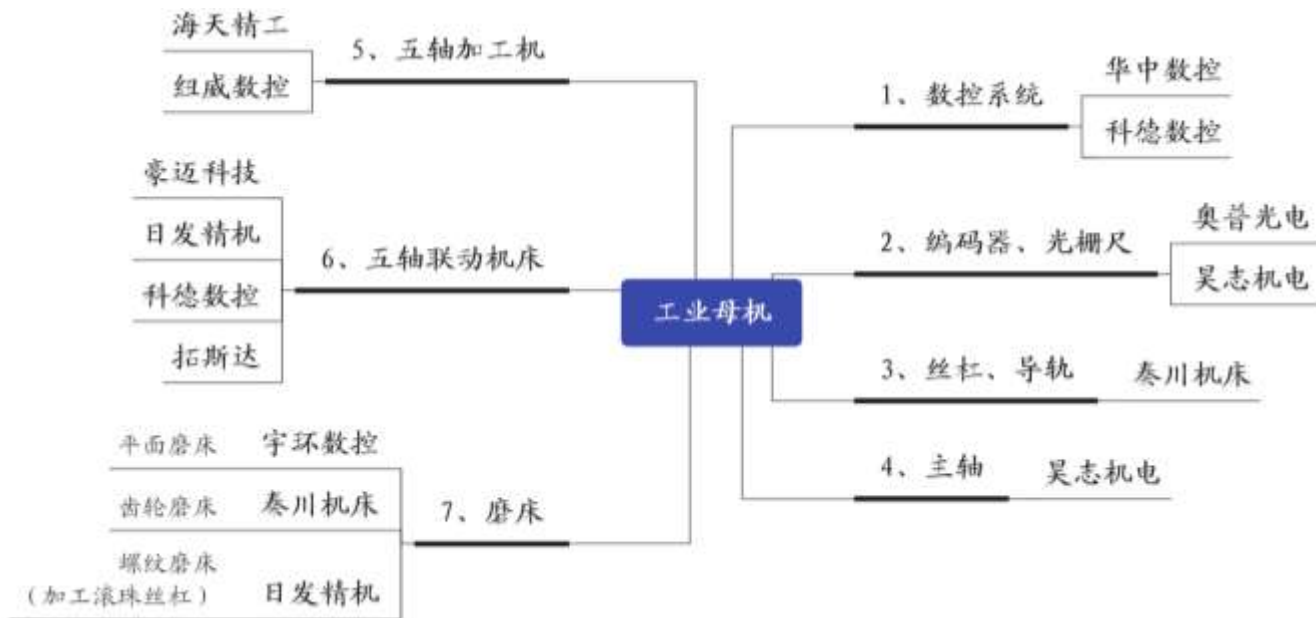 工业母机
1、数控系统
华中数控
科德数控
2、编码器、光栅尺
奥普光电
昊志机电
3、丝杠、导轨
秦川机床
4、主轴
昊志机电
5、五轴加工机
海天精工
纽威数控
6、五轴联动机床
豪迈科技
日发精机
科德数控
拓斯达
7、磨床
平面磨床 宇环数控
齿轮磨床 秦川机床
螺纹磨床
(加工滚珠丝杠) 日发精机